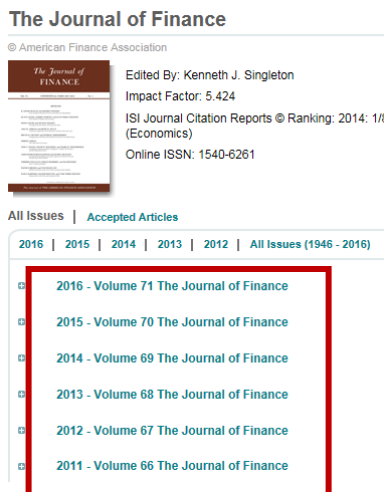 The Journal of Finance
© American Finance Association
The Journal of
FINANCE
Edited By: Kenneth J. Singleton
Impact Factor: 5.424
ISI Journal Citation Reports © Ranking: 2014: 1/8
(Economics)
Online ISSN: 1540-6261
All Issues | Accepted Articles
2016 | 2015 | 2014 | 2013 | 2012 | All Issues (1946 - 2016)
2016 - Volume 71 The Journal of Finance
2015 - Volume 70 The Journal of Finance
2014 - Volume 69 The Journal of Finance
2013 - Volume 68 The Journal of Finance
2012 - Volume 67 The Journal of Finance
2011 - Volume 66 The Journal of Finance